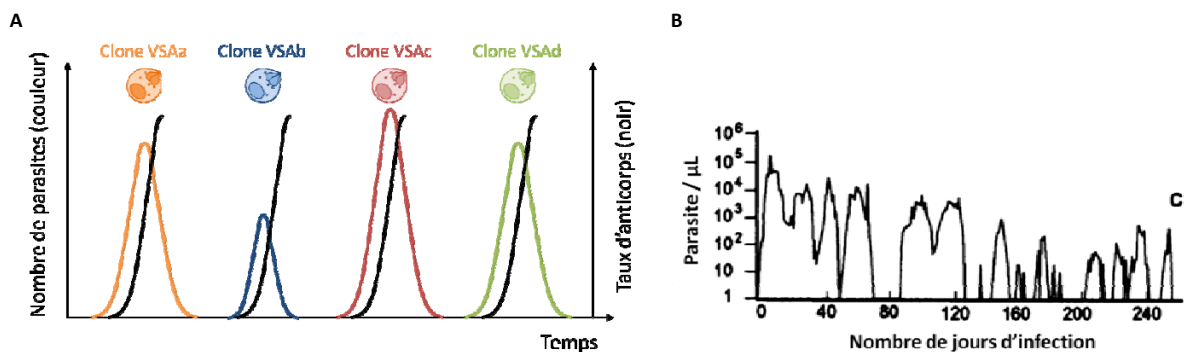 A
Clone VSAa Clone VSAb Clone VSAc Clone VSAd
Nombre de parasites (couleur)
Taux d'anticorps (noir)
Temps
B
Parasite / µL
10⁶
10⁵
10⁴
10³
10²
10
1
C
0 40 80 120 160 200 240
Nombre de jours d'infection